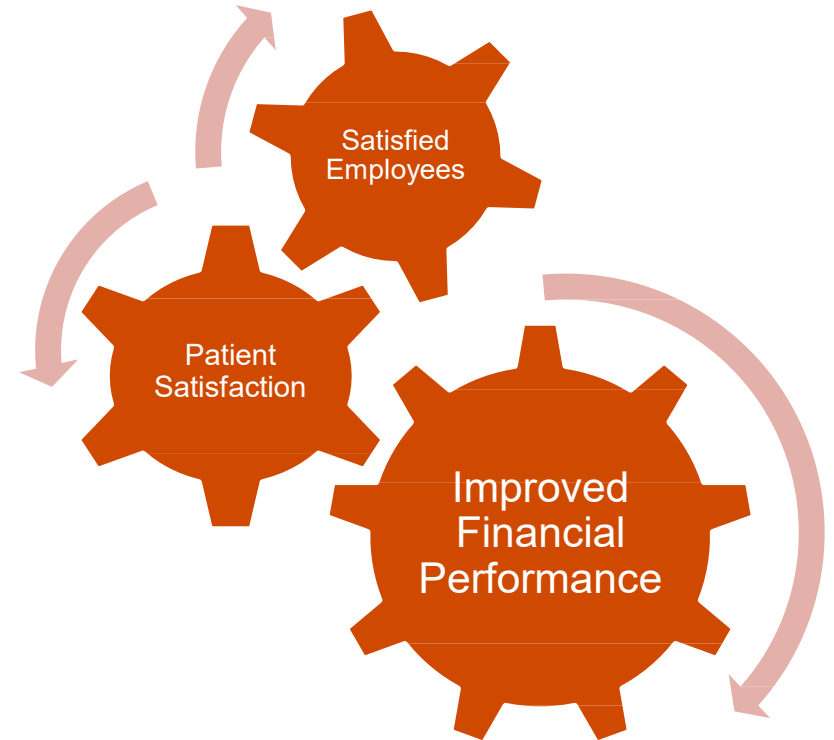 Satisfied
Employees
Patient
Satisfaction
Improved
Financial
Performance